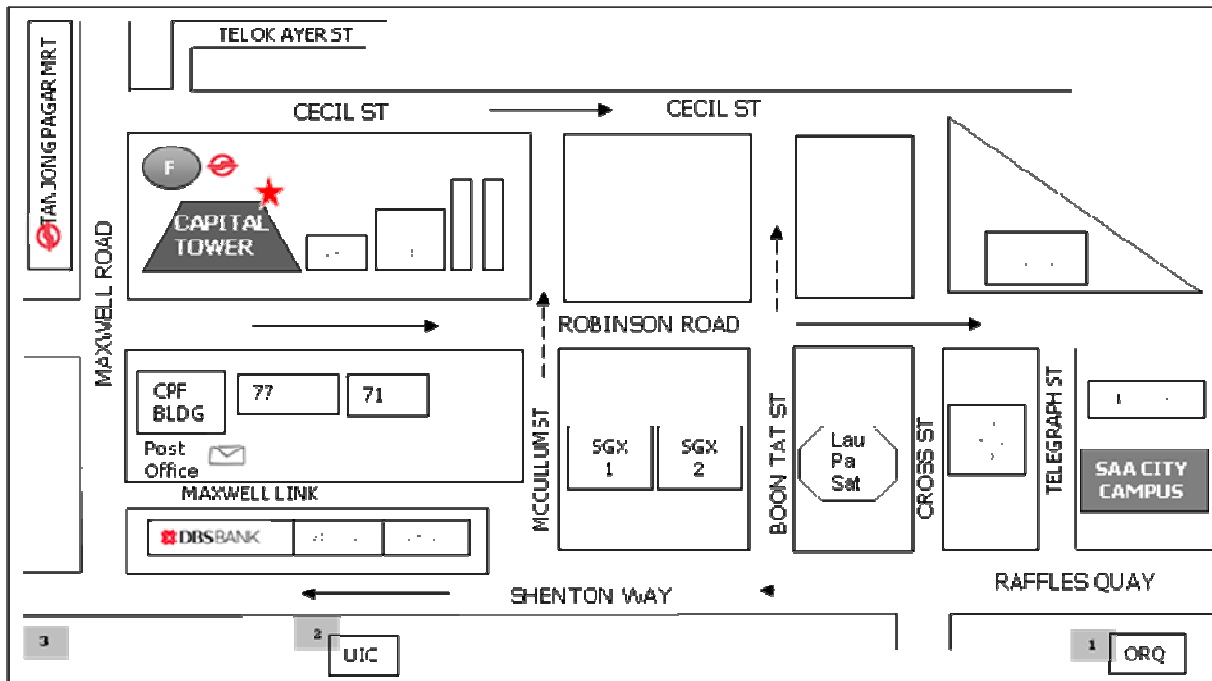 TELOK AYER ST
TANJONG PAGAR MRT
CECIL ST
CECIL ST
F
CAPITAL
TOWER
MAXWELL ROAD
ROBINSON ROAD
CPF
BLDG
77
71
Post
Office
MAXWELL LINK
MCCULLUM ST
SGX
1
SGX
2
BOON TAT ST
Lau
Pa
Sat
CROSS ST
TELEGRAPH ST
SAA CITY
CAMPUS
DBS BANK
SHENTON WAY
RAFFLES QUAY
3
2
UIC
1
ORQ